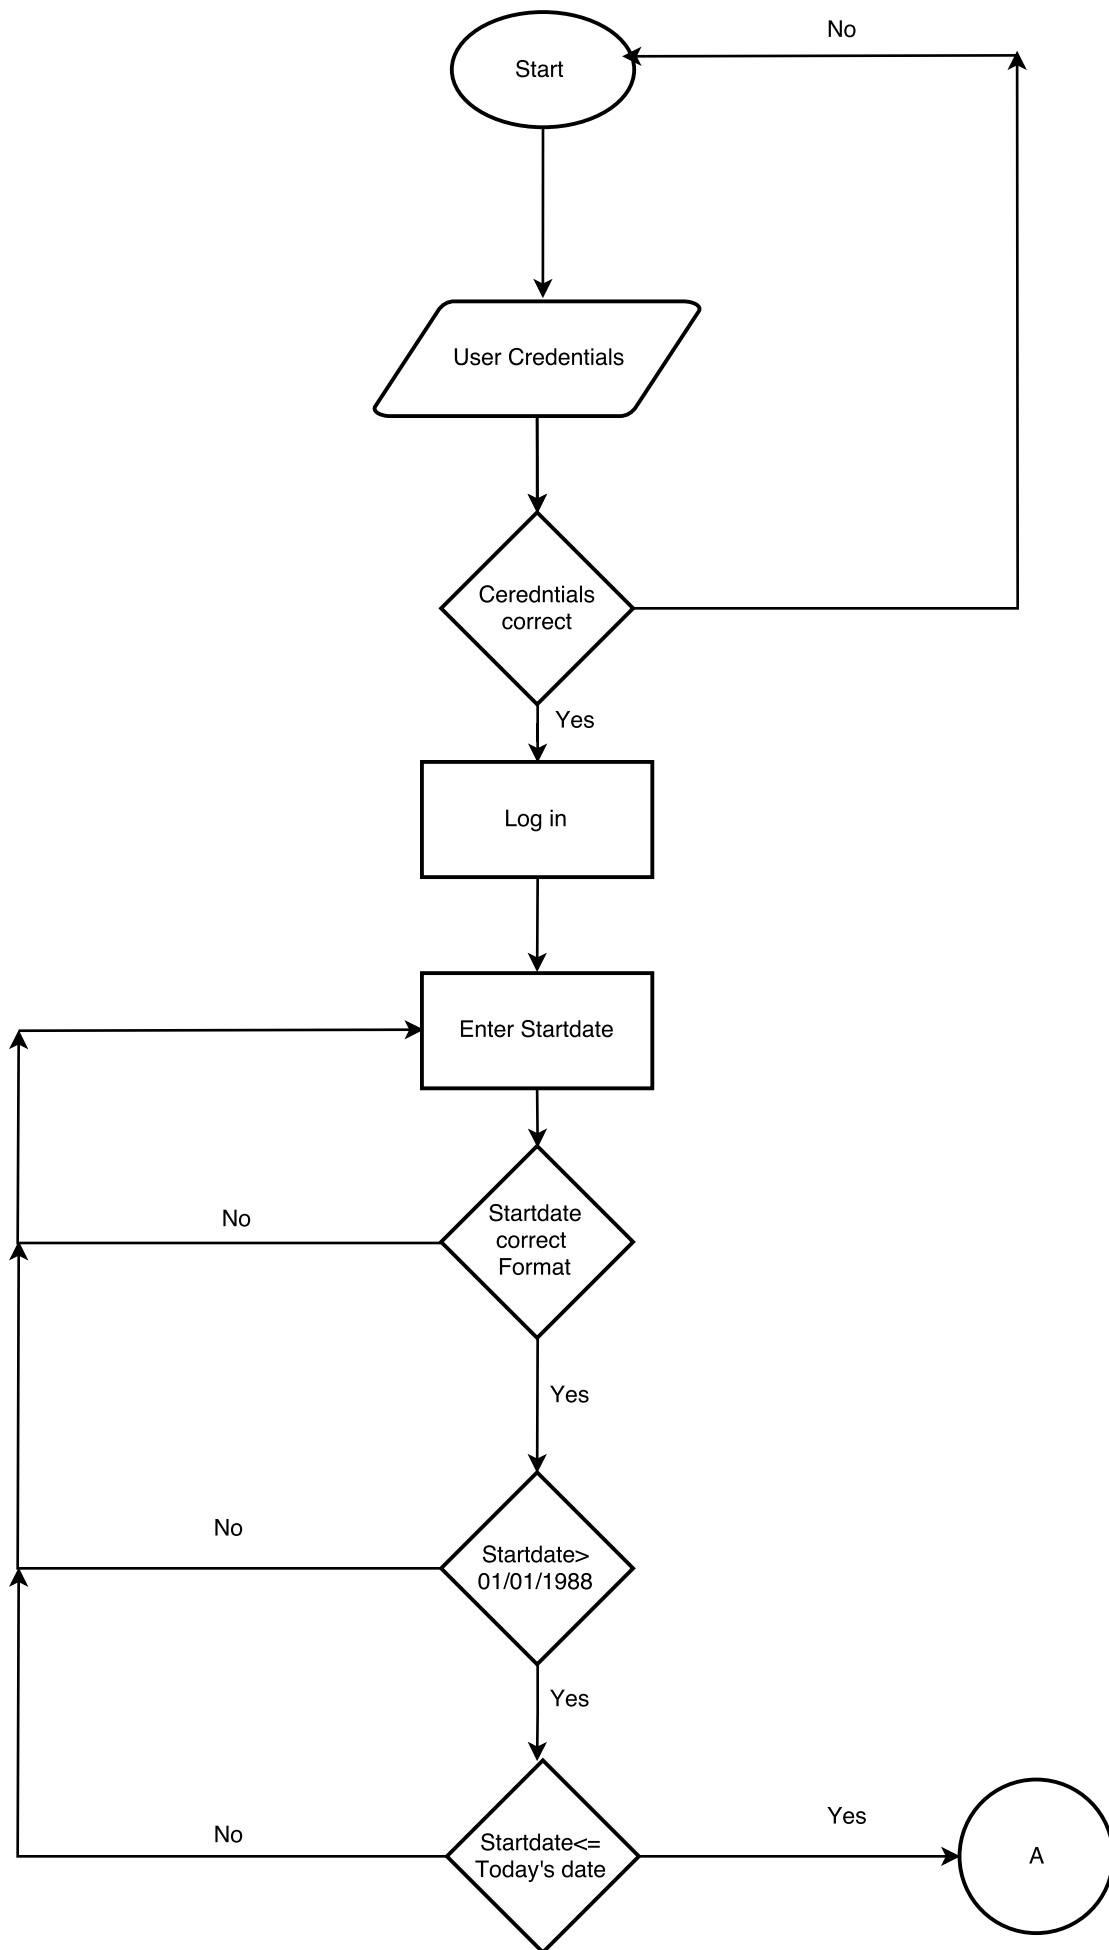 No
Start
User Credentials
Ceredntials
correct
Yes
Log in
Enter Startdate
No
Startdate
correct
Format
Yes
No
Startdate>
01/01/1988
Yes
No
Yes
Startdate<=
Today's date
A